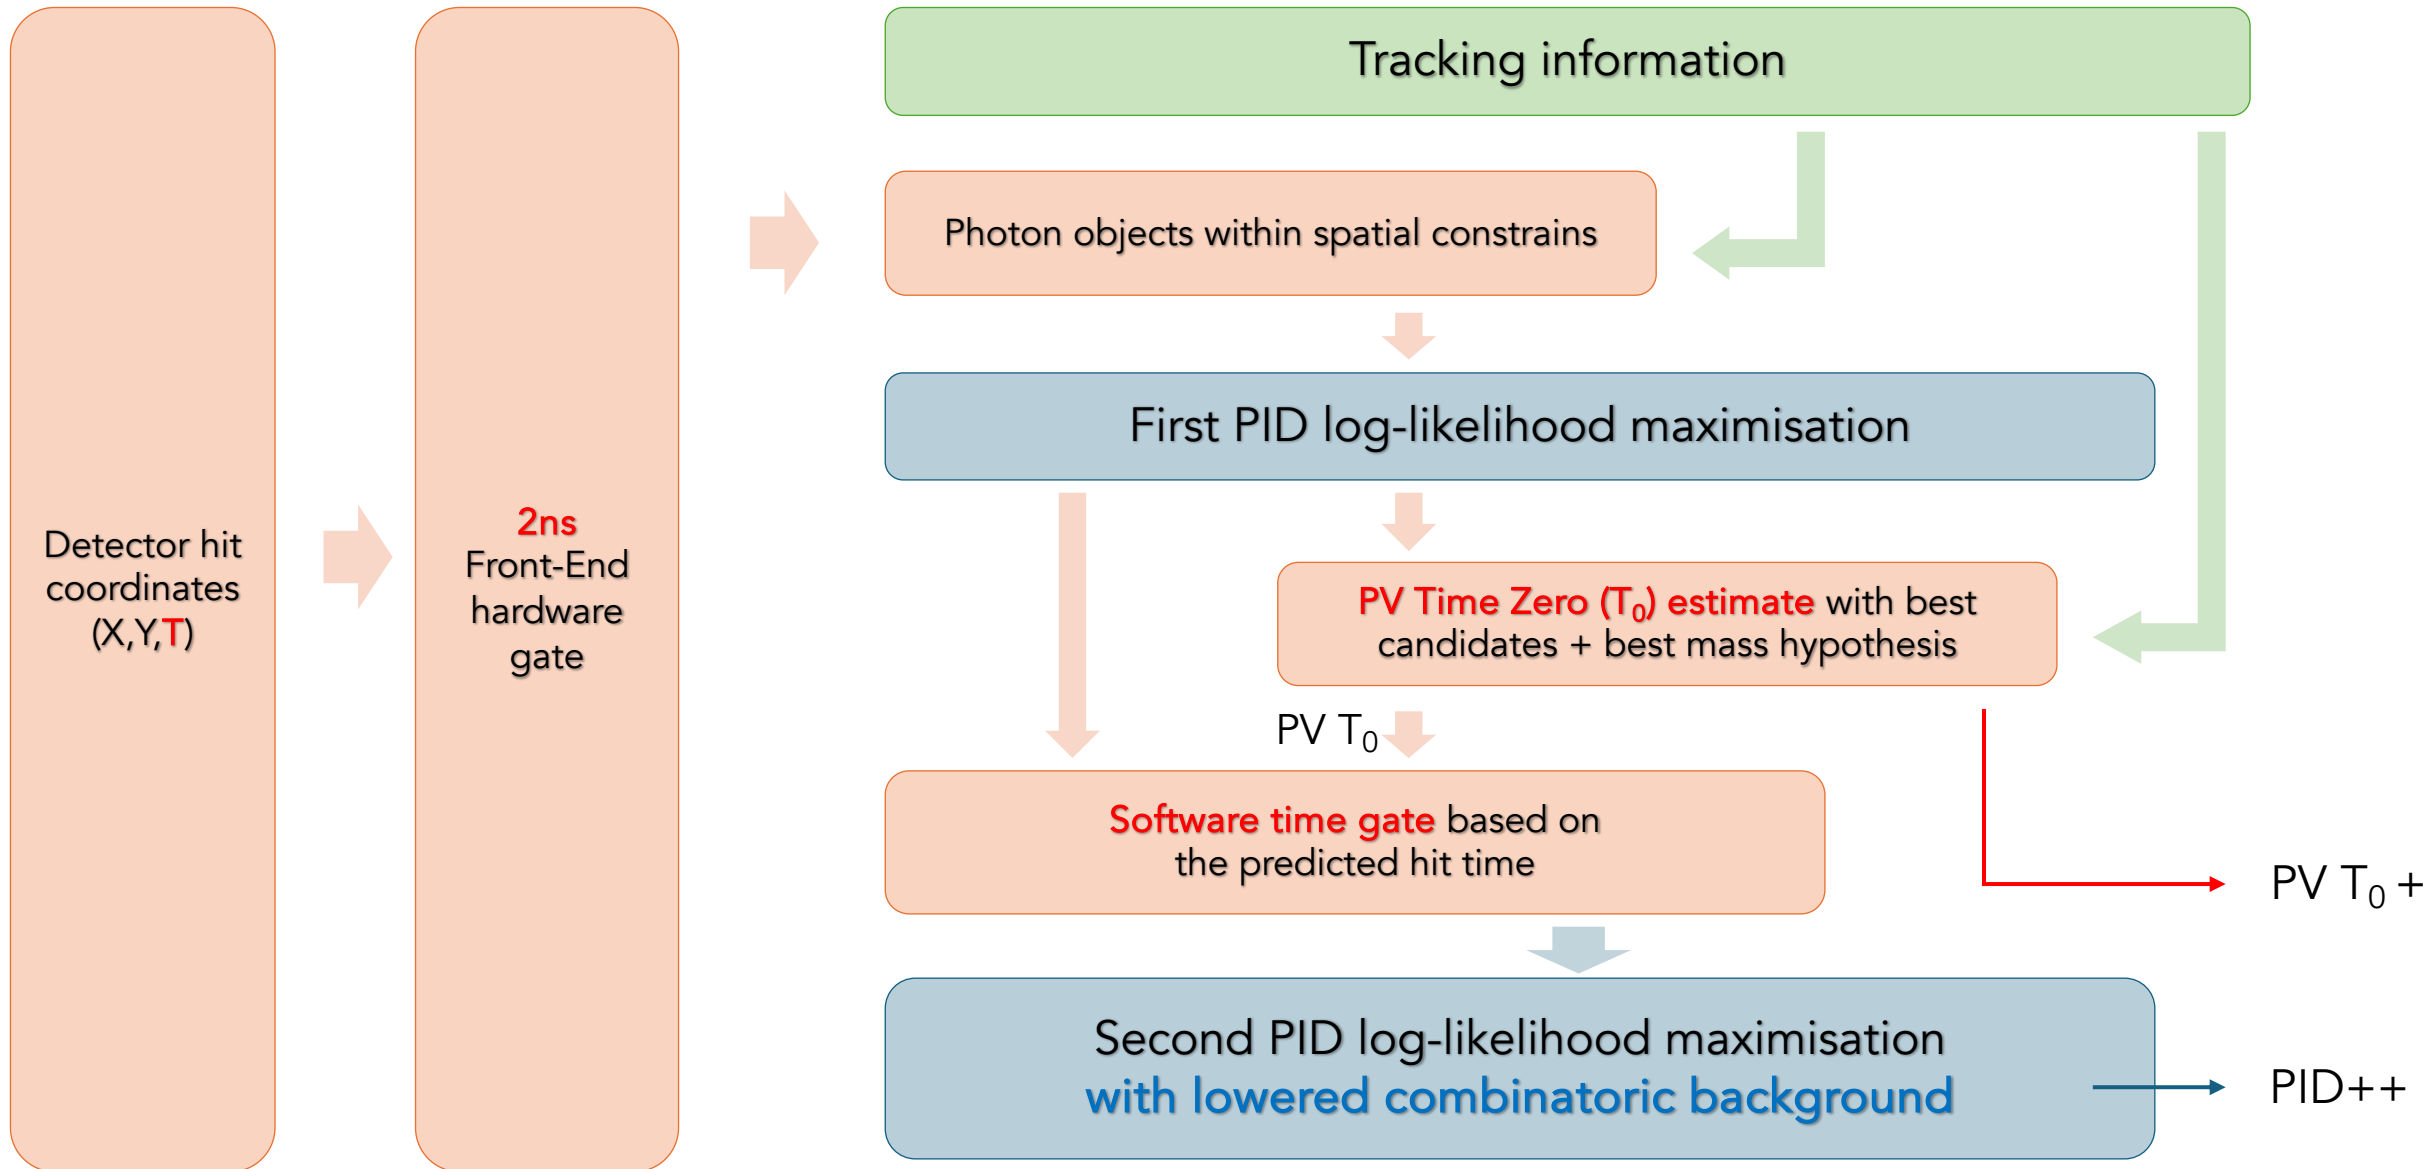 Tracking information
Photon objects within spatial constrains
First PID log-likelihood maximisation
Detector hit
coordinates
(X,Y,T)
2ns
Front-End
hardware
gate
PV Time Zero (T₀) estimate with best
candidates + best mass hypothesis
PV T₀
Software time gate based on
the predicted hit time
PV T₀ +
Second PID log-likelihood maximisation
with lowered combinatoric background
PID++